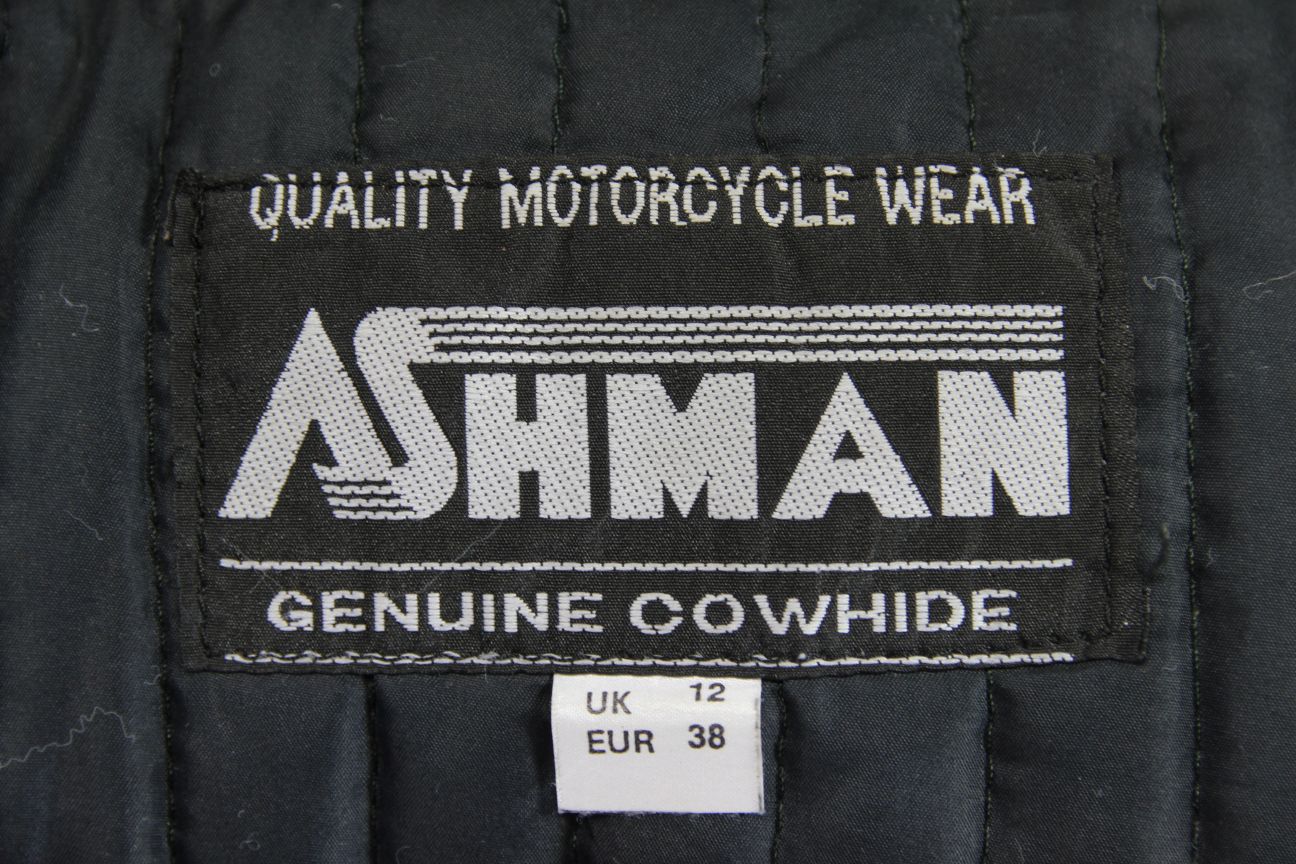 QUALITY MOTORCYCLE WEAR
ASHMAN
GENUINE COWHIDE
UK 12
EUR 38